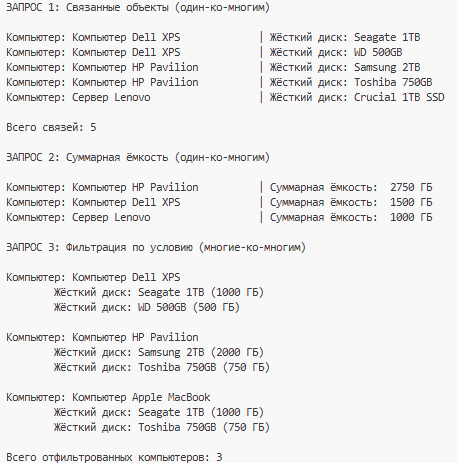 ЗАПРОС 1: Связанные объекты (один-ко-многим)
Компьютер: Компьютер Dell XPS | Жёсткий диск: Seagate 1TB
Компьютер: Компьютер Dell XPS | Жёсткий диск: WD 500GB
Компьютер: Компьютер HP Pavilion | Жёсткий диск: Samsung 2TB
Компьютер: Компьютер HP Pavilion | Жёсткий диск: Toshiba 750GB
Компьютер: Сервер Lenovo | Жёсткий диск: Crucial 1TB SSD
Всего связей: 5
ЗАПРОС 2: Суммарная ёмкость (один-ко-многим)
Компьютер: Компьютер HP Pavilion | Суммарная ёмкость: 2750 ГБ
Компьютер: Компьютер Dell XPS | Суммарная ёмкость: 1500 ГБ
Компьютер: Сервер Lenovo | Суммарная ёмкость: 1000 ГБ
ЗАПРОС 3: Фильтрация по условию (многие-ко-многим)
Компьютер: Компьютер Dell XPS
Жёсткий диск: Seagate 1TB (1000 ГБ)
Жёсткий диск: WD 500GB (500 ГБ)
Компьютер: Компьютер HP Pavilion
Жёсткий диск: Samsung 2TB (2000 ГБ)
Жёсткий диск: Toshiba 750GB (750 ГБ)
Компьютер: Компьютер Apple MacBook
Жёсткий диск: Seagate 1TB (1000 ГБ)
Жёсткий диск: Toshiba 750GB (750 ГБ)
Всего отфильтрованных компьютеров: 3